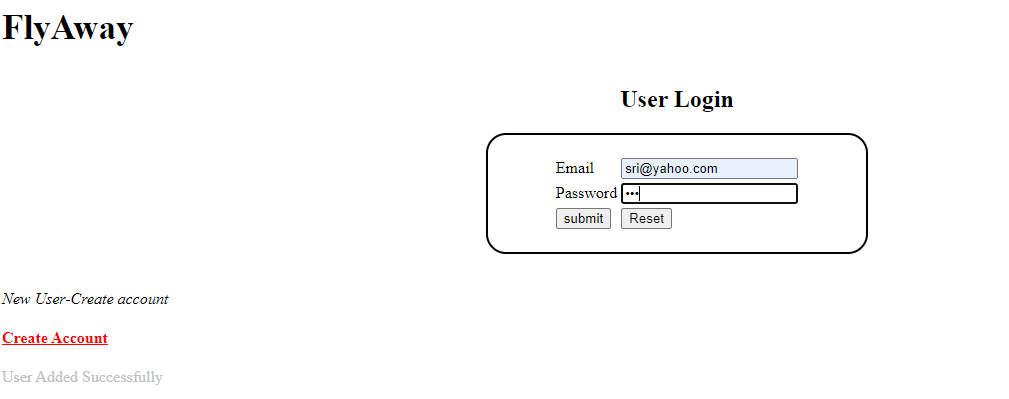 FlyAway
User Login
Email sri@yahoo.com
Password •••
submit Reset
New User-Create account
Create Account
User Added Successfully